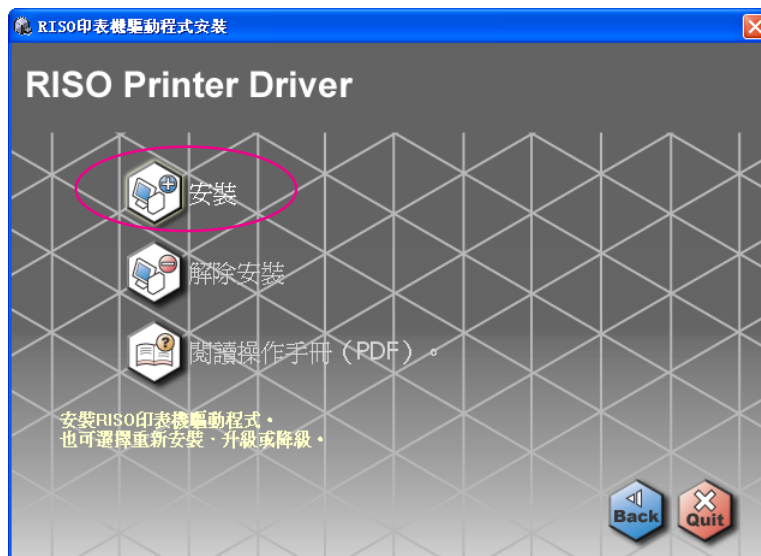 RISO印表機驅動程式安裝
RISO Printer Driver
安裝
解除安裝
閱讀操作手冊（PDF）。
安裝RISO印表機驅動程式。
也可選擇重新安裝、升級或降級。
Back
Quit